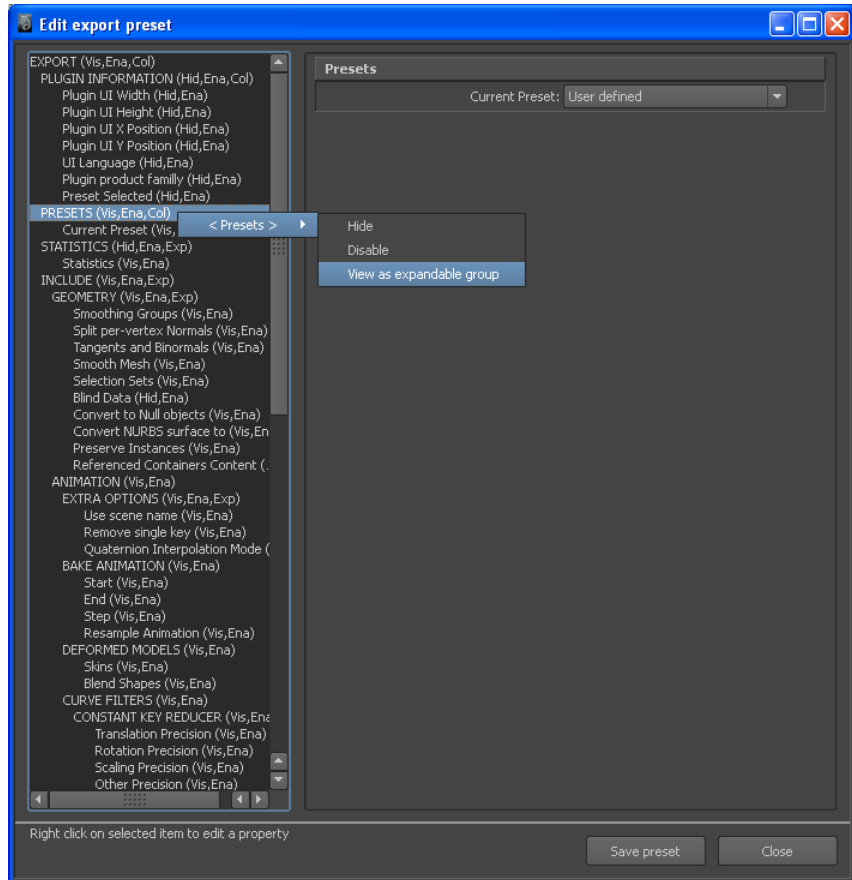 Edit export preset
EXPORT (Vis,Ena,Col)
PLUGIN INFORMATION (Hid,Ena,Col)
Plugin UI Width (Hid,Ena)
Plugin UI Height (Hid,Ena)
Plugin UI X Position (Hid,Ena)
Plugin UI Y Position (Hid,Ena)
UI Language (Hid,Ena)
Plugin product familly (Hid,Ena)
Preset Selected (Hid,Ena)
PRESETS (Vis,Ena,Col)
Current Preset (Vis,
STATISTICS (Hid,Ena,Exp)
Statistics (Vis,Ena)
INCLUDE (Vis,Ena,Exp)
GEOMETRY (Vis,Ena,Exp)
Smoothing Groups (Vis,Ena)
Split per-vertex Normals (Vis,Ena)
Tangents and Binormals (Vis,Ena)
Smooth Mesh (Vis,Ena)
Selection Sets (Vis,Ena)
Blind Data (Hid,Ena)
Convert to Null objects (Vis,Ena)
Convert NURBS surface to (Vis,En
Preserve Instances (Vis,Ena)
Referenced Containers Content (.
ANIMATION (Vis,Ena)
EXTRA OPTIONS (Vis,Ena,Exp)
Use scene name (Vis,Ena)
Remove single key (Vis,Ena)
Quaternion Interpolation Mode (
BAKE ANIMATION (Vis,Ena)
Start (Vis,Ena)
End (Vis,Ena)
Step (Vis,Ena)
Resample Animation (Vis,Ena)
DEFORMED MODELS (Vis,Ena)
Skins (Vis,Ena)
Blend Shapes (Vis,Ena)
CURVE FILTERS (Vis,Ena)
CONSTANT KEY REDUCER (Vis,Ena
Translation Precision (Vis,Ena)
Rotation Precision (Vis,Ena)
Scaling Precision (Vis,Ena)
Other Precision (Vis,Ena)
Presets
Current Preset: User defined
< Presets >
Hide
Disable
View as expandable group
Right click on selected item to edit a property
Save preset
Close